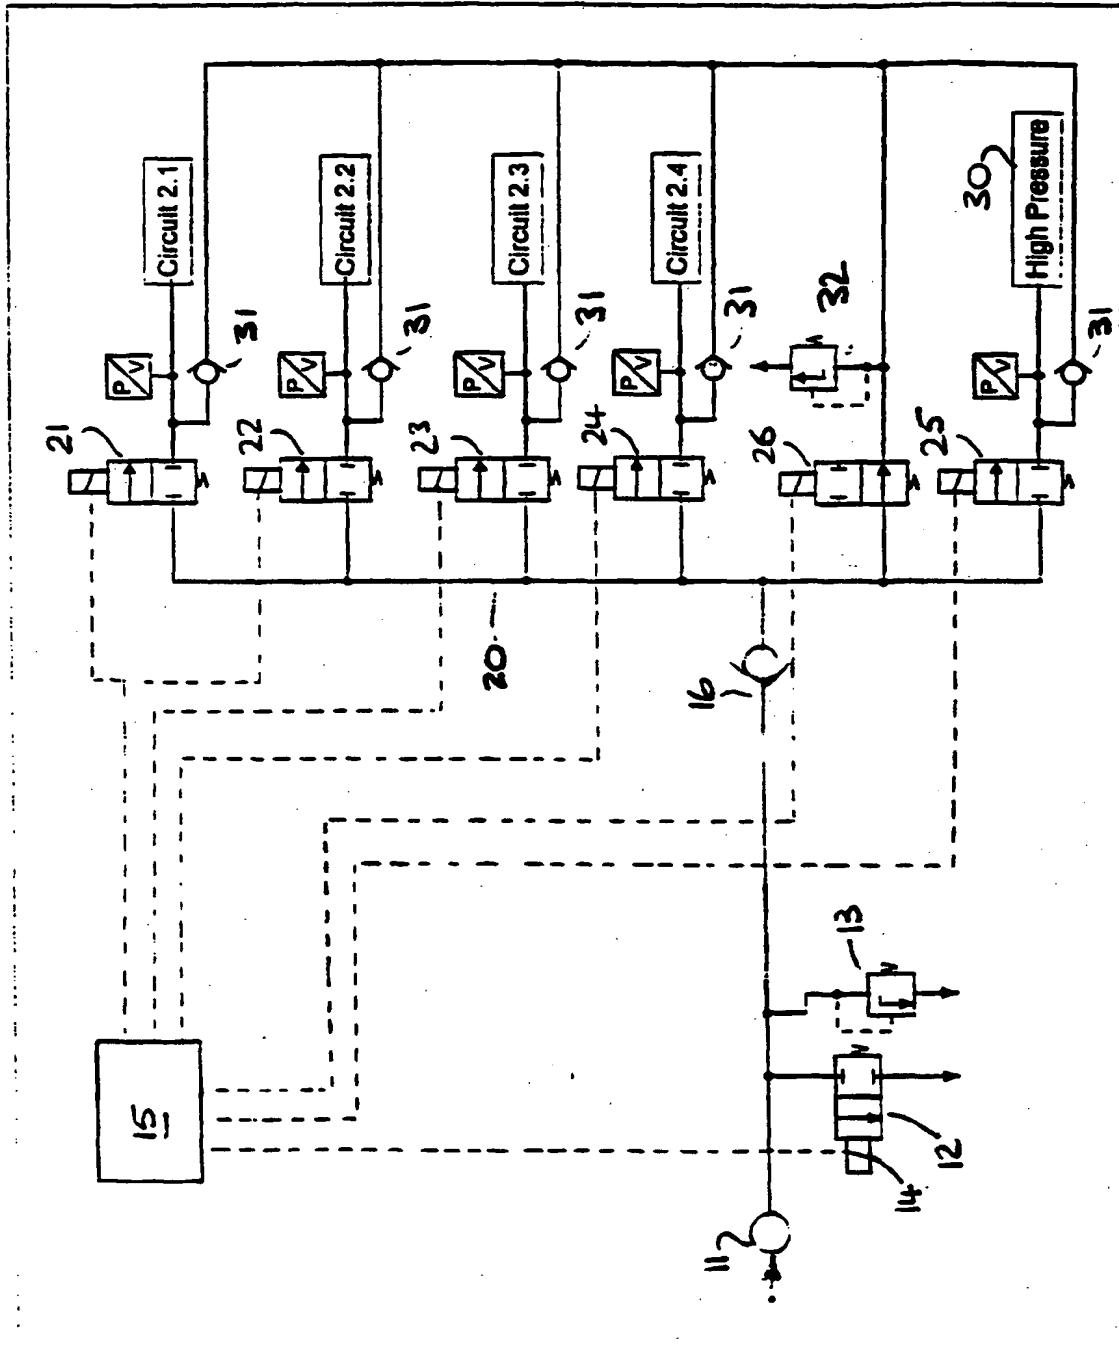 Circuit 2.1
Circuit 2.2
Circuit 2.3
Circuit 2.4
High Pressure
30
P/V
P/V
P/V
P/V
P/V
31
31
31
31
31
32
21
22
23
24
26
25
20
16
15
13
12
14
11